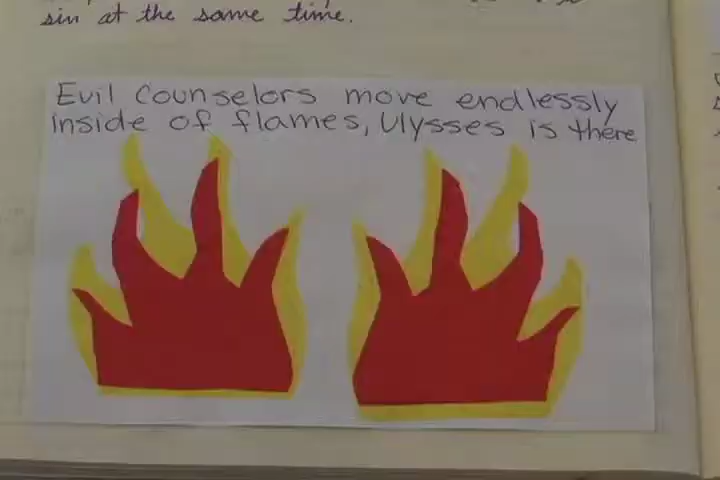 sin at the same time.
Evil Counselors move endlessly
inside of flames, Ulysses is there